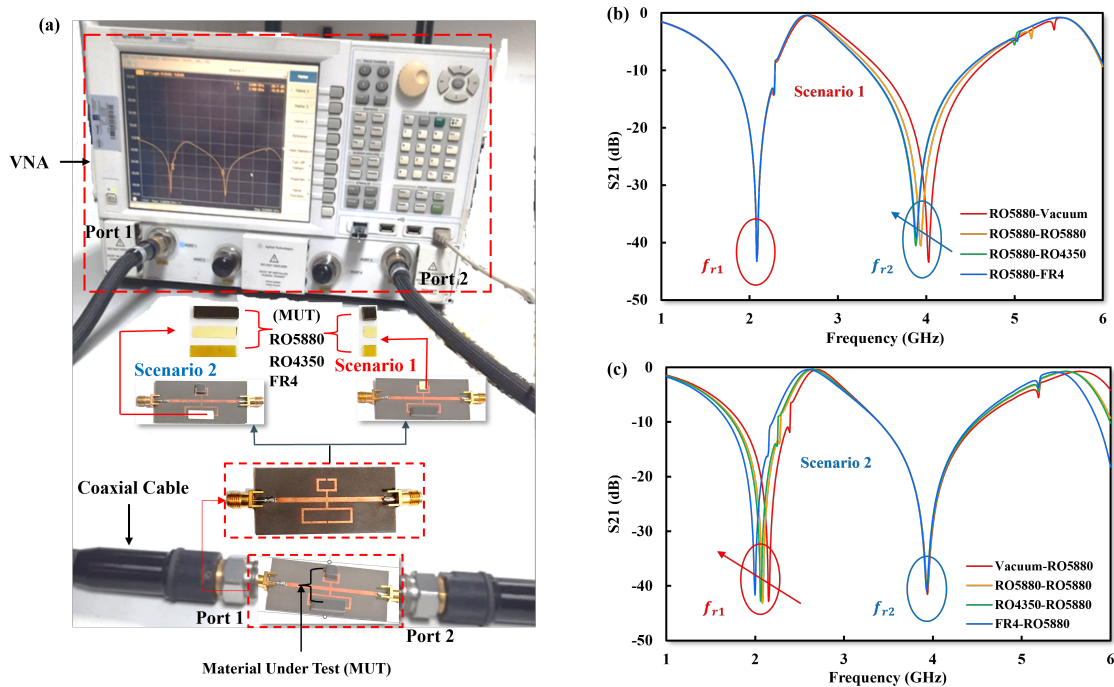 (a)
Agilent Technologies
VNA
Port 1
Port 2
(MUT)
RO5880
RO4350
FR4
Scenario 2
Scenario 1
Coaxial Cable
Port 1
Port 2
Material Under Test (MUT)
(b)
S21 (dB)
0
-10
-20
-30
-40
-50
Scenario 1
fr1
fr2
RO5880-Vacuum
RO5880-RO5880
RO5880-RO4350
RO5880-FR4
1 2 3 4 5 6
Frequency (GHz)
(c)
S21 (dB)
0
-10
-20
-30
-40
-50
Scenario 2
fr1
fr2
Vacuum-RO5880
RO5880-RO5880
RO4350-RO5880
FR4-RO5880
1 2 3 4 5 6
Frequency (GHz)